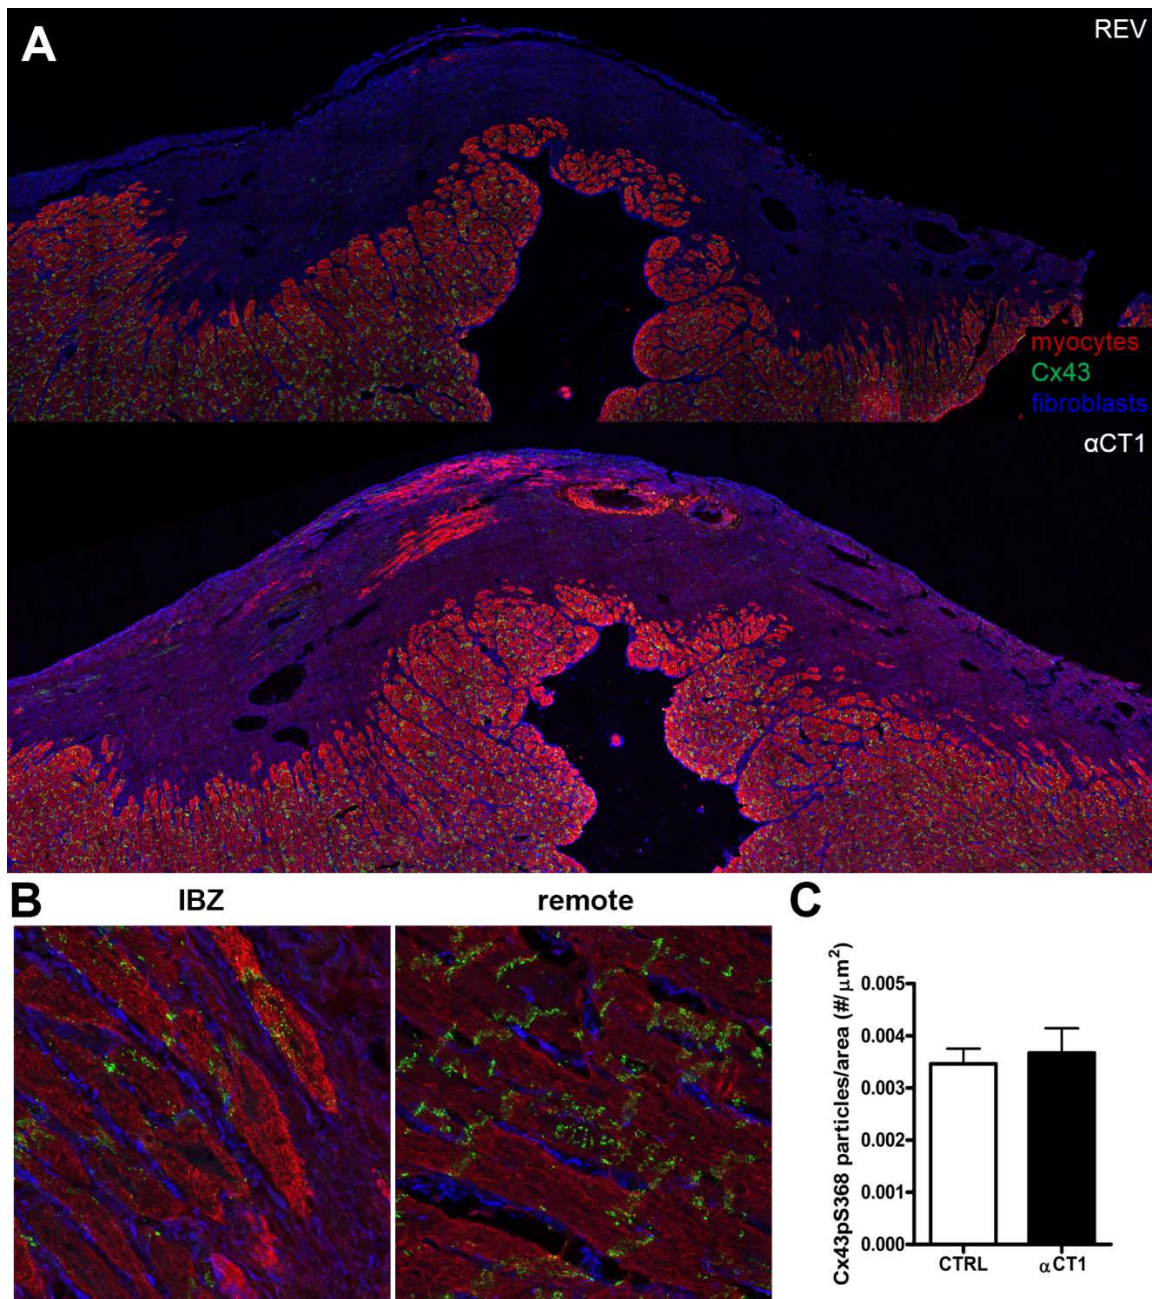 A
REV
myocytes
Cx43
fibroblasts
αCT1
B
IBZ
remote
C
Cx43pS368 particles/area (#/μm²)
0.005
0.004
0.003
0.002
0.001
0.000
CTRL
αCT1